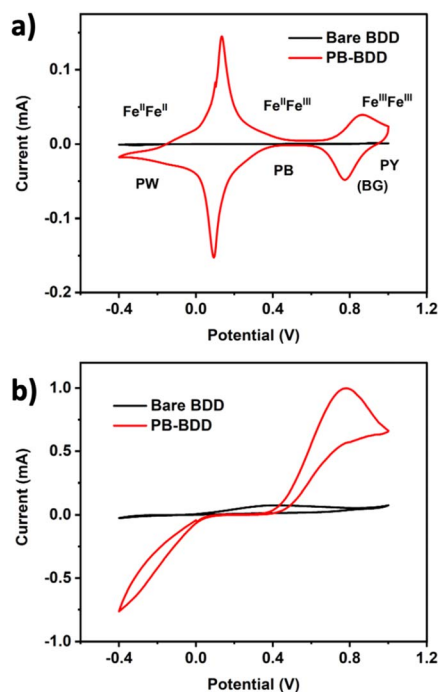 a)
Bare BDD
PB-BDD
Fe^IIFe^II
Fe^IIFe^III
Fe^IIIFe^III
PW
PB
PY
(BG)
Current (mA)
0.1
0.0
-0.1
-0.2
-0.4
0.0
0.4
0.8
1.2
Potential (V)
b)
Bare BDD
PB-BDD
Current (mA)
1.0
0.5
0.0
-0.5
-1.0
-0.4
0.0
0.4
0.8
1.2
Potential (V)